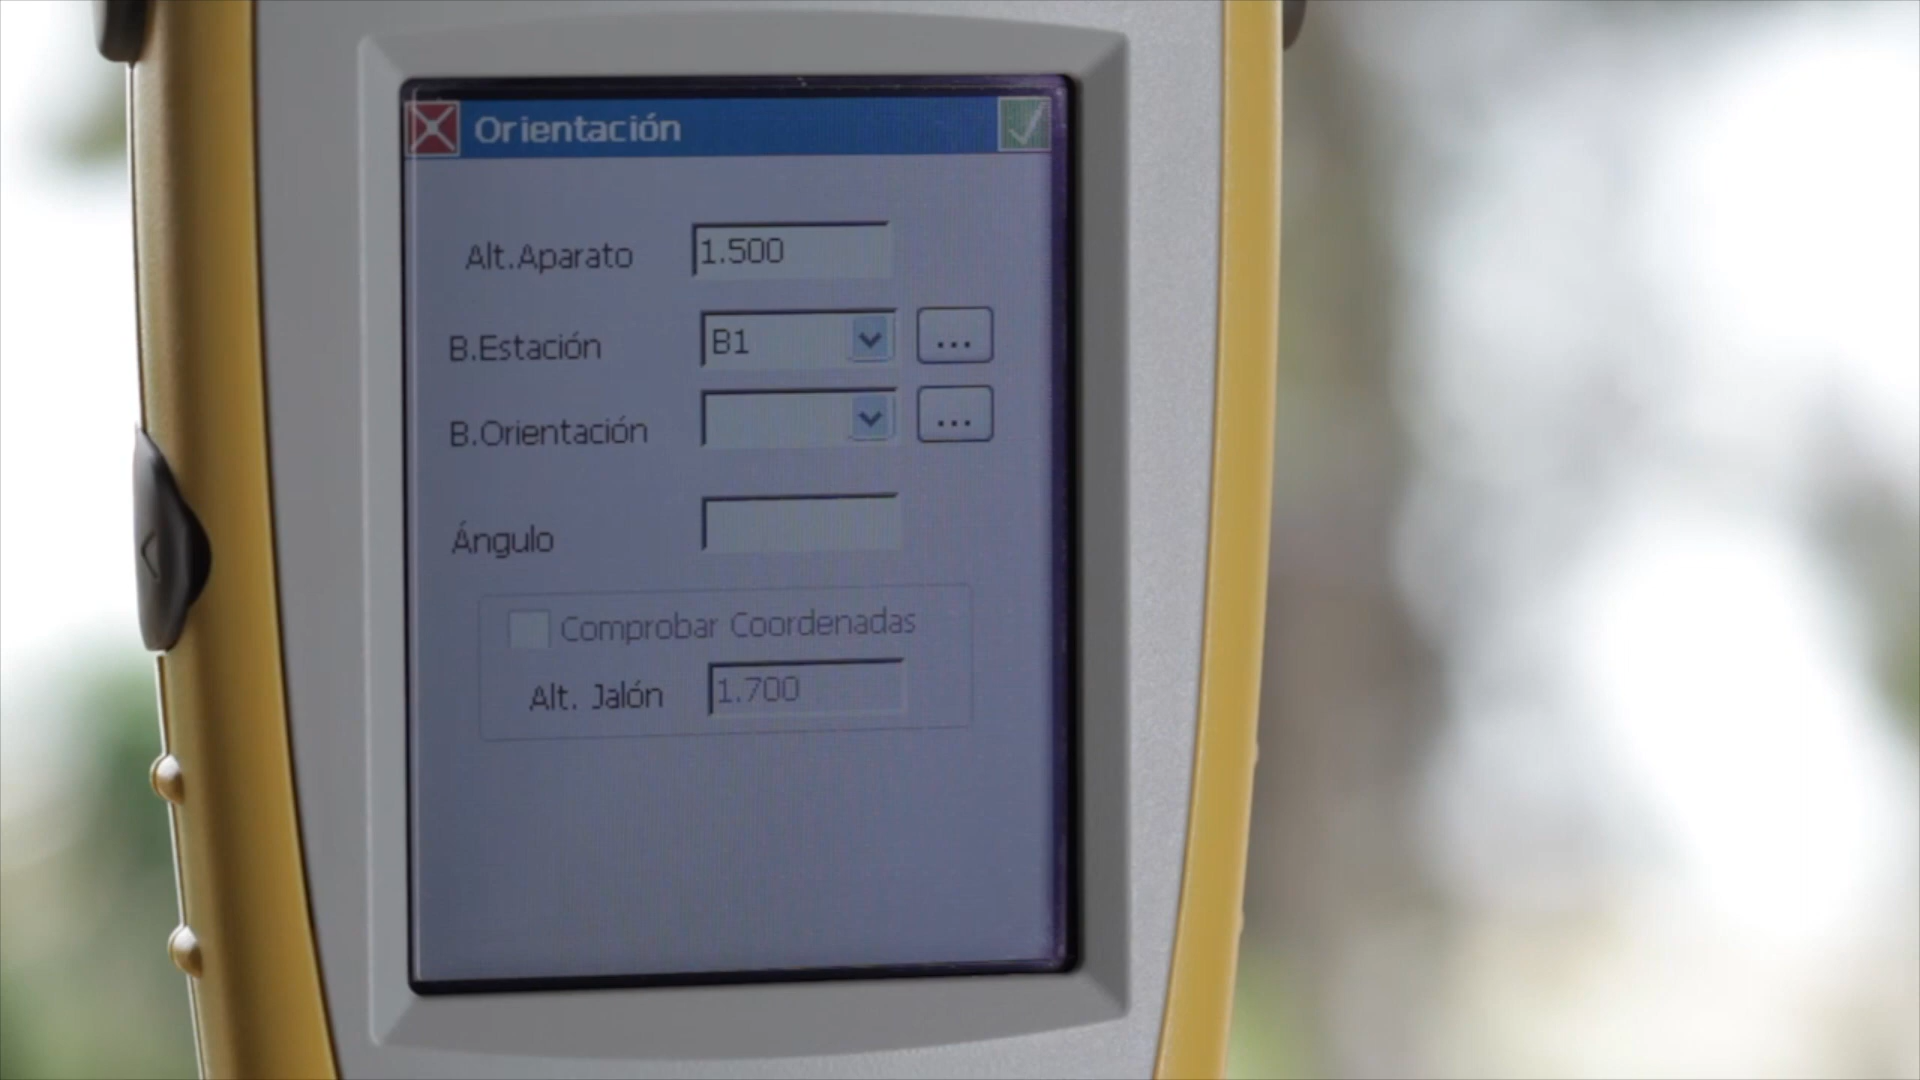 Orientación
Alt.Aparato 1.500
B.Estación B1 ...
B.Orientación ...
Ángulo
Comprobar Coordenadas
Alt. Jalón 1.700